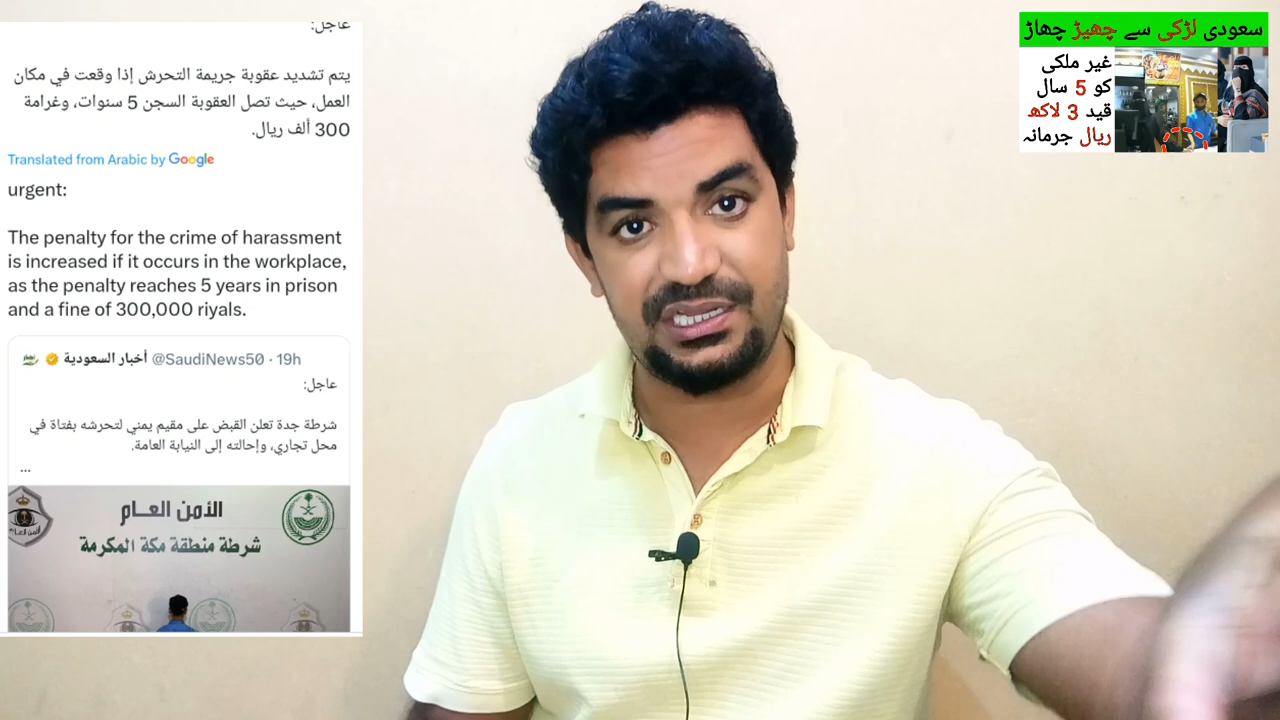 عاجل:
يتم تشديد عقوبة جريمة التحرش إذا وقعت في مكان
العمل، حيث تصل العقوبة السجن 5 سنوات، وغرامة
300 ألف ريال.
Translated from Arabic by Google
urgent:
The penalty for the crime of harassment
is increased if it occurs in the workplace,
as the penalty reaches 5 years in prison
and a fine of 300,000 riyals.
أخبار السعودية @SaudiNews50 · 19h
عاجل:
شرطة جدة تعلن القبض على مقيم يمني لتحرشه بفتاة في
محل تجاري، وإحالته إلى النيابة العامة.
...
الأمن العـام
شرطة منطقة مكة المكرمة
سعودی لڑکی سے چھیڑ چھاڑ
غیر ملکی
کو 5 سال
قید 3 لاکھ
ریال جرمانہ